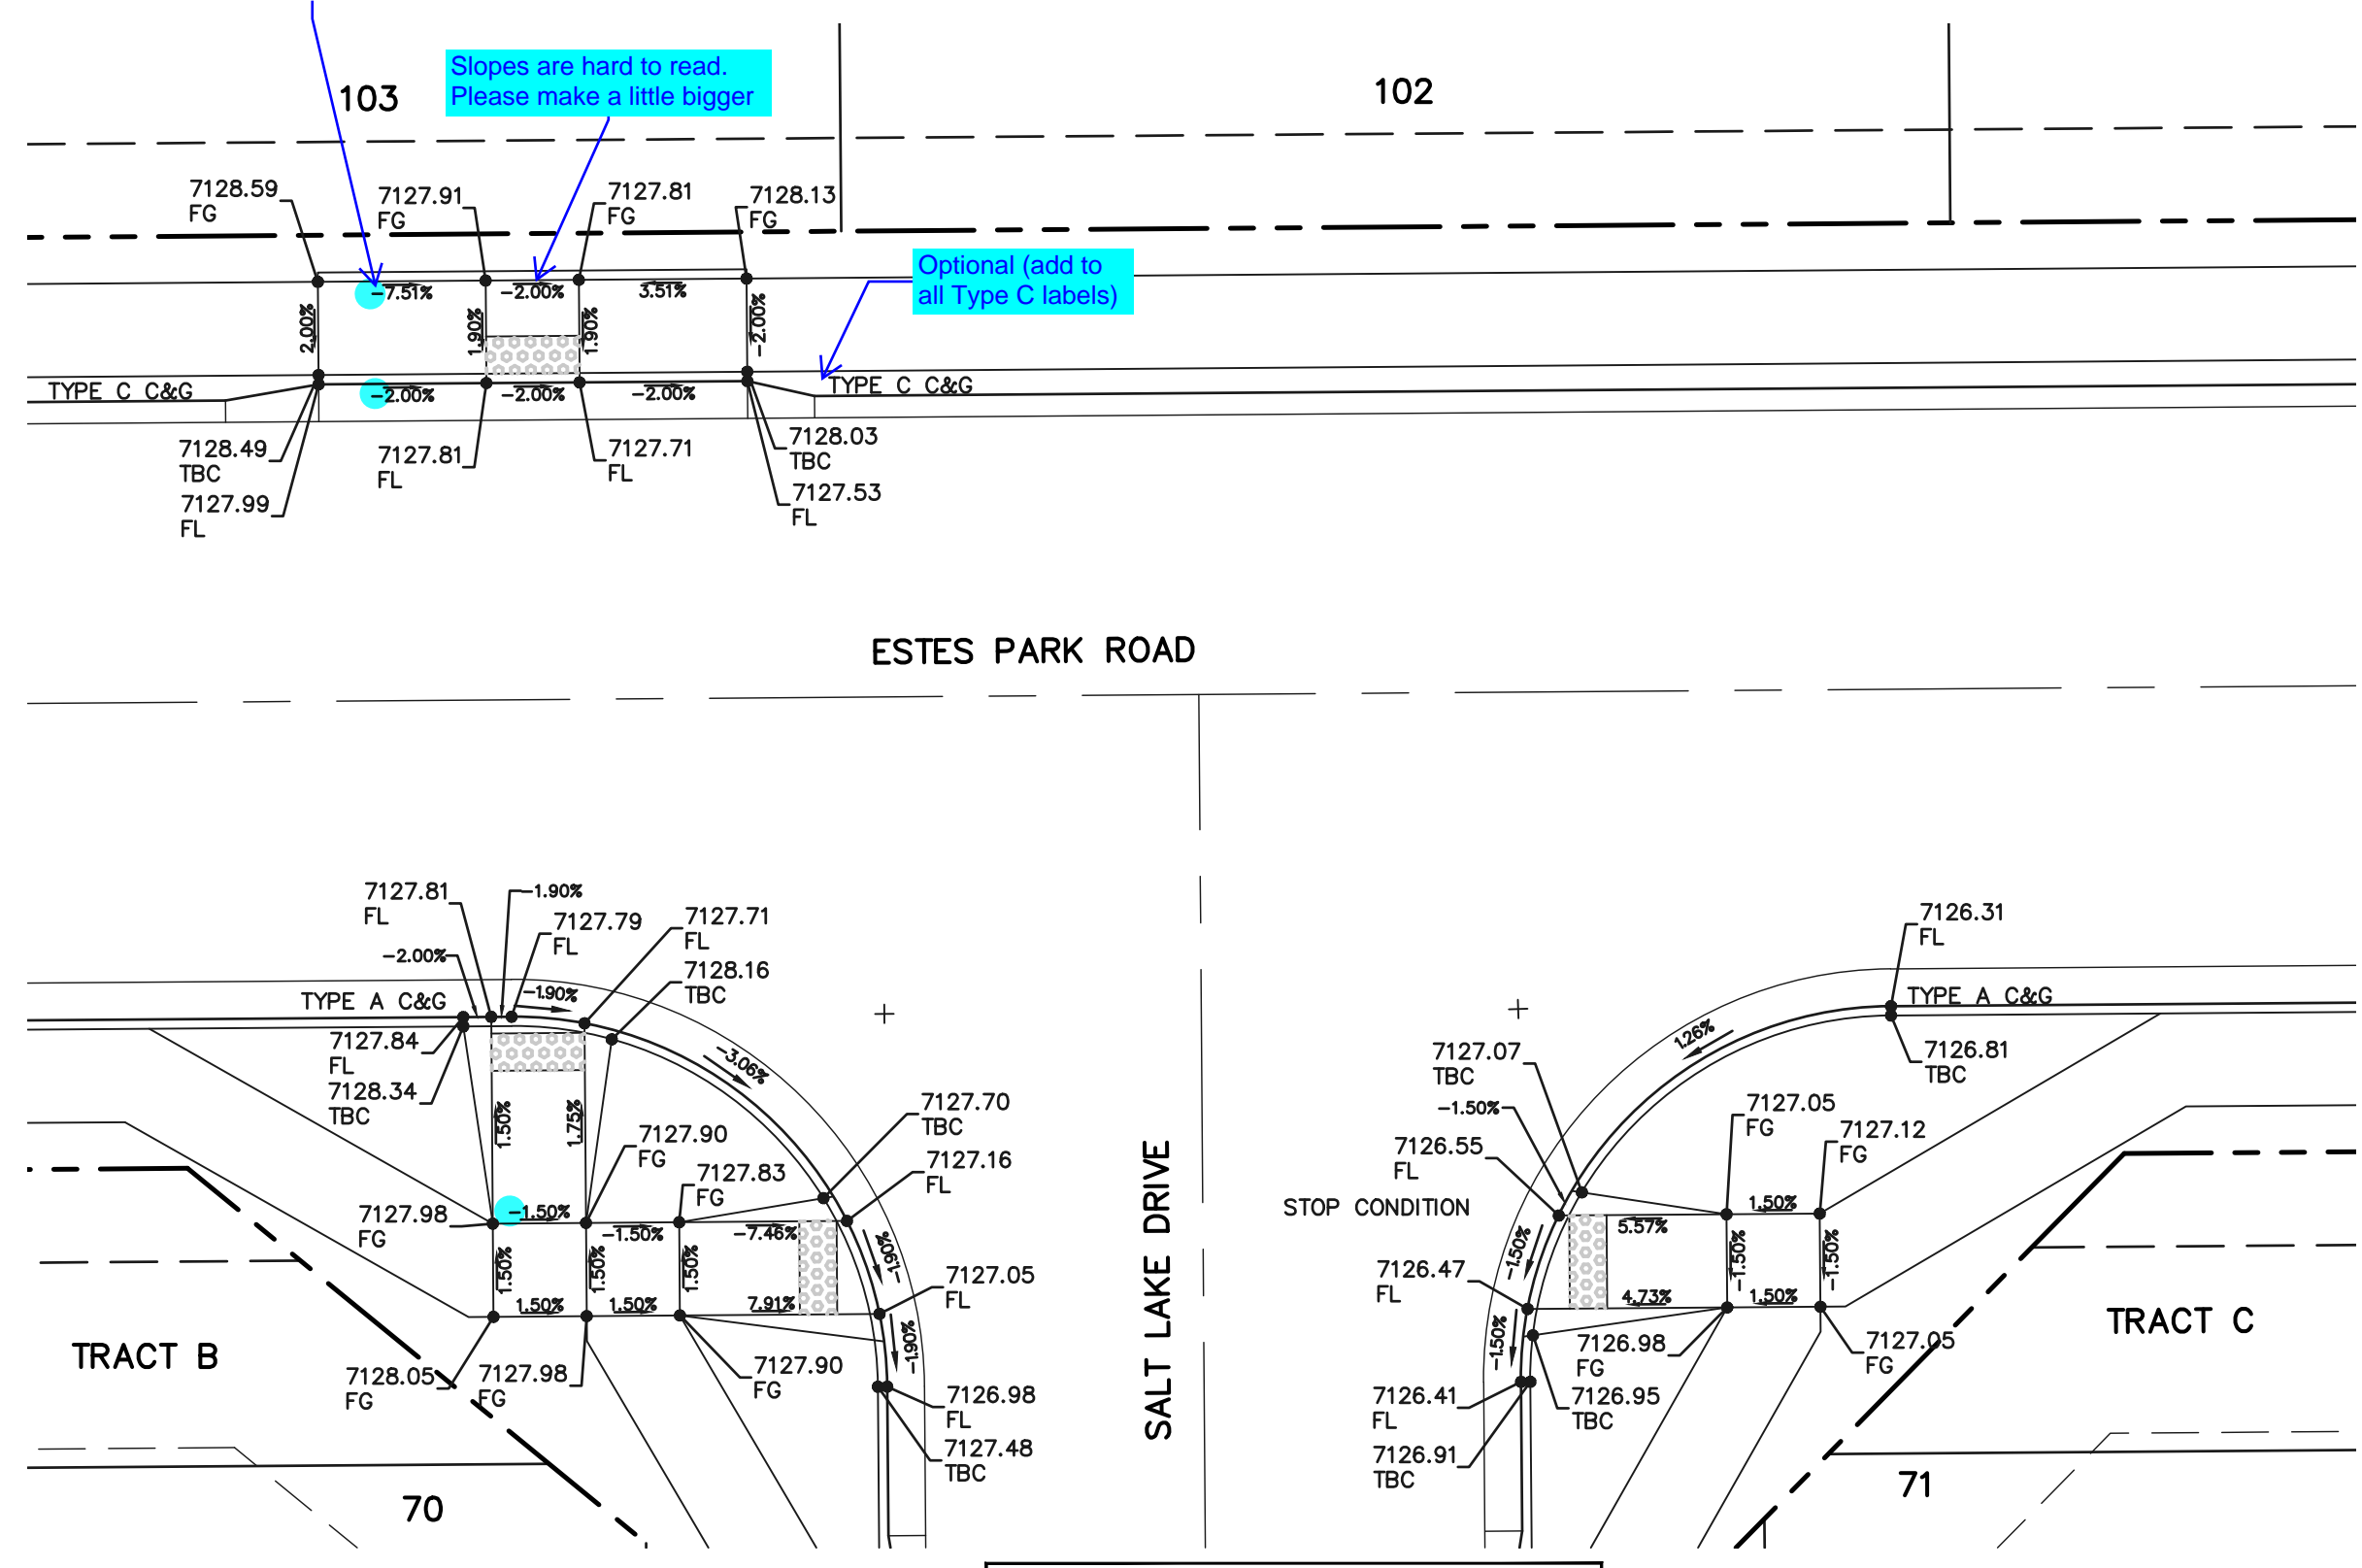 103
Slopes are hard to read.
Please make a little bigger
102
7128.59
FG
7127.91
FG
7127.81
FG
7128.13
FG
Optional (add to
all Type C labels)
-7.51%
-2.00%
3.51%
2.00%
1.90%
1.90%
-2.00%
TYPE C C&G
-2.00%
-2.00%
-2.00%
TYPE C C&G
7128.49
TBC
7127.99
FL
7127.81
FL
7127.71
FL
7128.03
TBC
7127.53
FL
ESTES PARK ROAD
SALT LAKE DRIVE
7127.81
FL
-1.90%
7127.79
FL
7127.71
FL
-2.00%
7128.16
TBC
TYPE A C&G
-1.90%
7127.84
FL
7128.34
TBC
-3.06%
1.50%
1.75%
7127.70
TBC
7127.90
FG
7127.83
FG
7127.16
FL
7127.98
FG
-1.50%
-1.50%
-7.46%
-1.90%
1.50%
1.50%
1.50%
7127.05
FL
1.50%
1.50%
7.91%
-1.90%
TRACT B
7128.05
FG
7127.98
FG
7127.90
FG
7126.98
FL
7127.48
TBC
70
7126.31
FL
TYPE A C&G
1.26%
7126.81
TBC
7127.07
TBC
-1.50%
7127.05
FG
7127.12
FG
7126.55
FL
STOP CONDITION
1.50%
5.57%
-1.50%
-1.50%
-1.50%
7126.47
FL
4.73%
1.50%
-1.50%
7126.98
FG
7127.05
FG
TRACT C
7126.41
FL
7126.95
TBC
7126.91
TBC
71